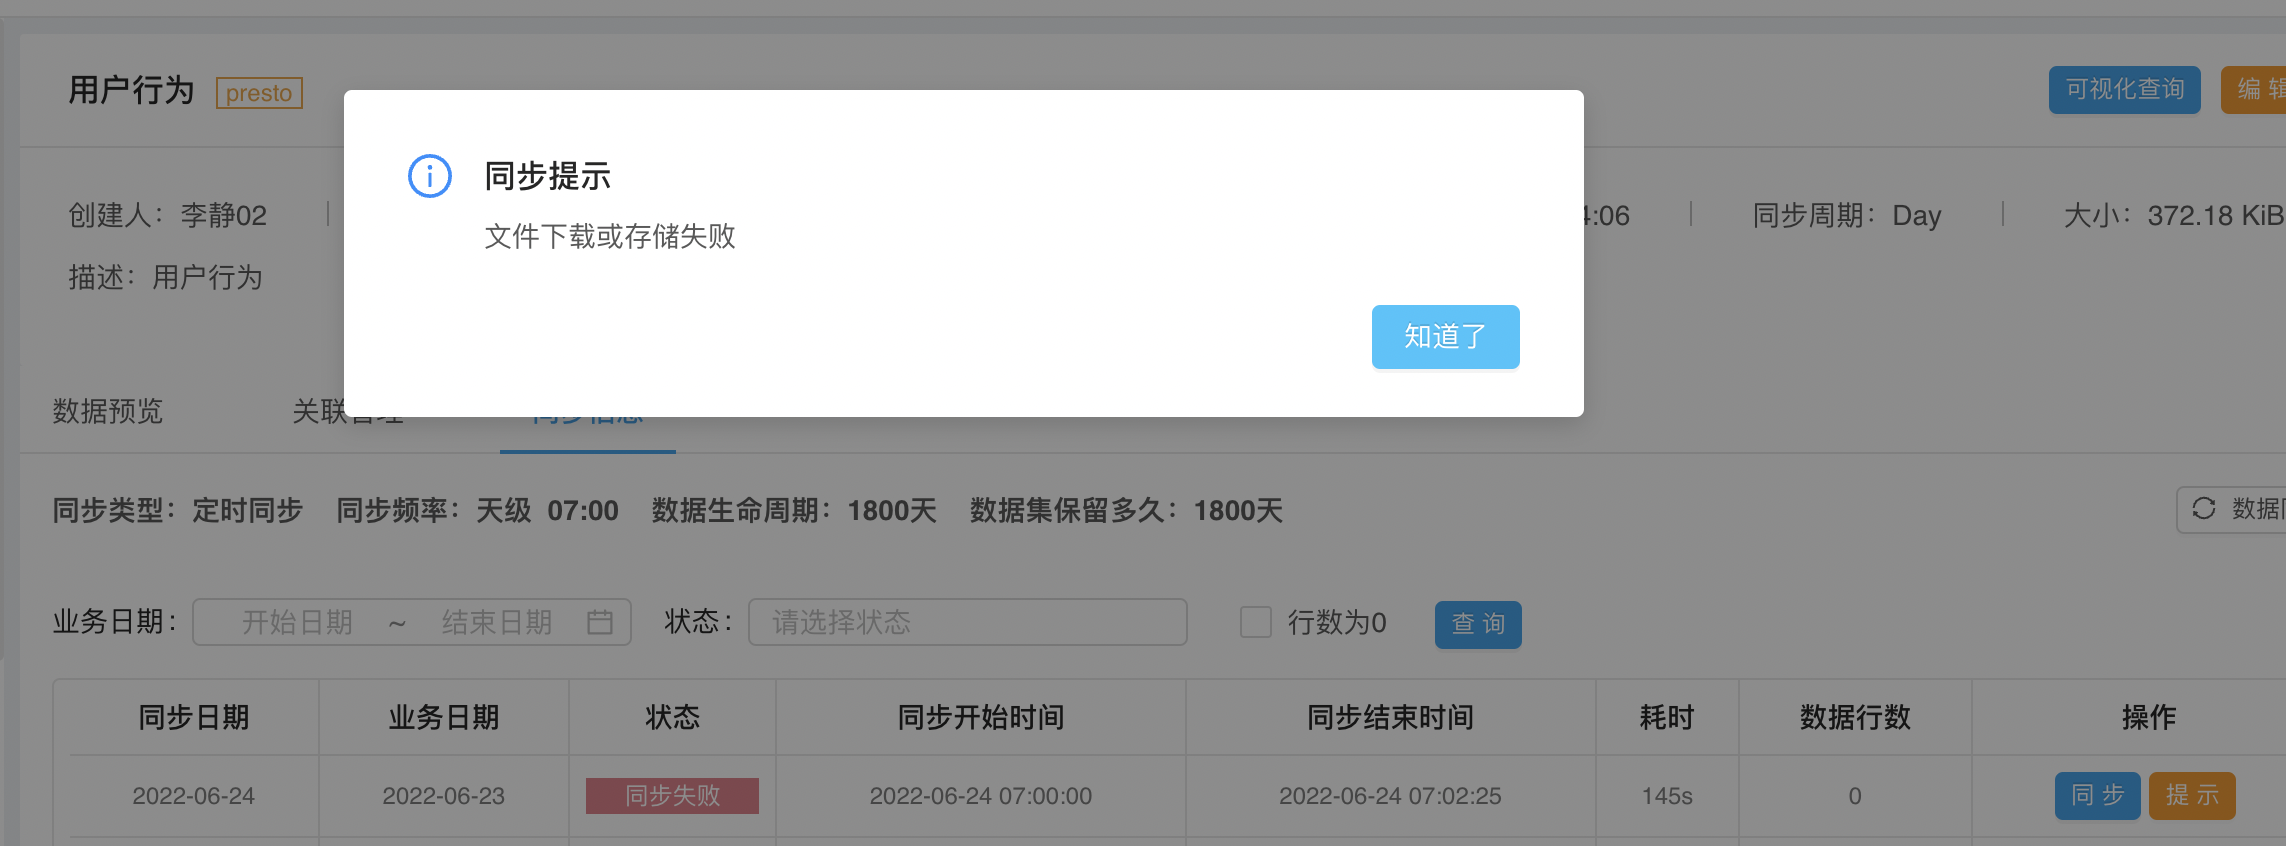 用户行为 presto 可视化查询 编
同步提示
创建人：李静02 4:06 同步周期：Day 大小：372.18 KiB
文件下载或存储失败
描述：用户行为
知道了
数据预览 关联管理 同步信息
同步类型：定时同步 同步频率：天级 07:00 数据生命周期：1800天 数据集保留多久：1800天 数据
业务日期： 开始日期 ~ 结束日期 状态： 请选择状态 行数为0 查 询
同步日期 业务日期 状态 同步开始时间 同步结束时间 耗时 数据行数 操作
2022-06-24 2022-06-23 同步失败 2022-06-24 07:00:00 2022-06-24 07:02:25 145s 0 同 步 提 示